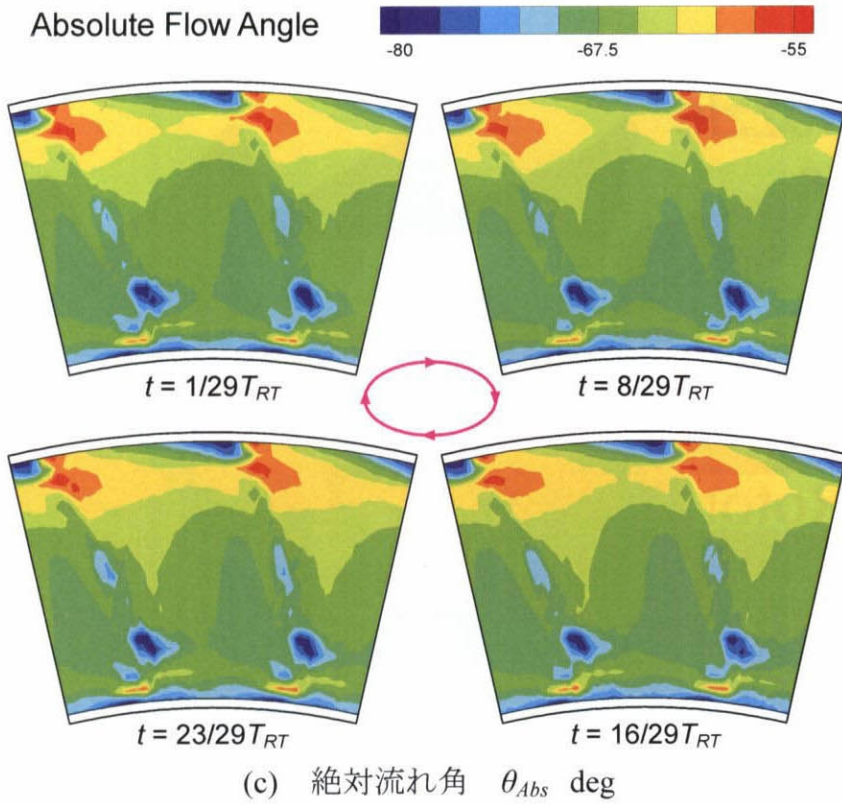 Absolute Flow Angle
-80 -67.5 -55
t = 1/29T_RT t = 8/29T_RT
t = 23/29T_RT t = 16/29T_RT
(c) 絶対流れ角 θ_Abs deg